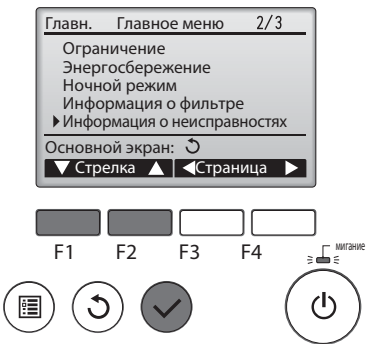 Главн. Главное меню 2/3
Ограничение
Энергосбережение
Ночной режим
Информация о фильтре
Информация о неисправностях
Основной экран:
Стрелка Страница
F1 F2 F3 F4
мигание